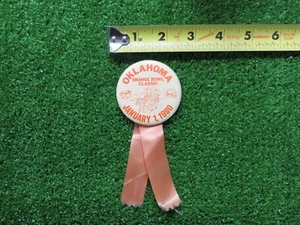 1 2 3 4 5 6
OKLAHOMA
ORANGE BOWL
CLASSIC
JANUARY 1, 1980